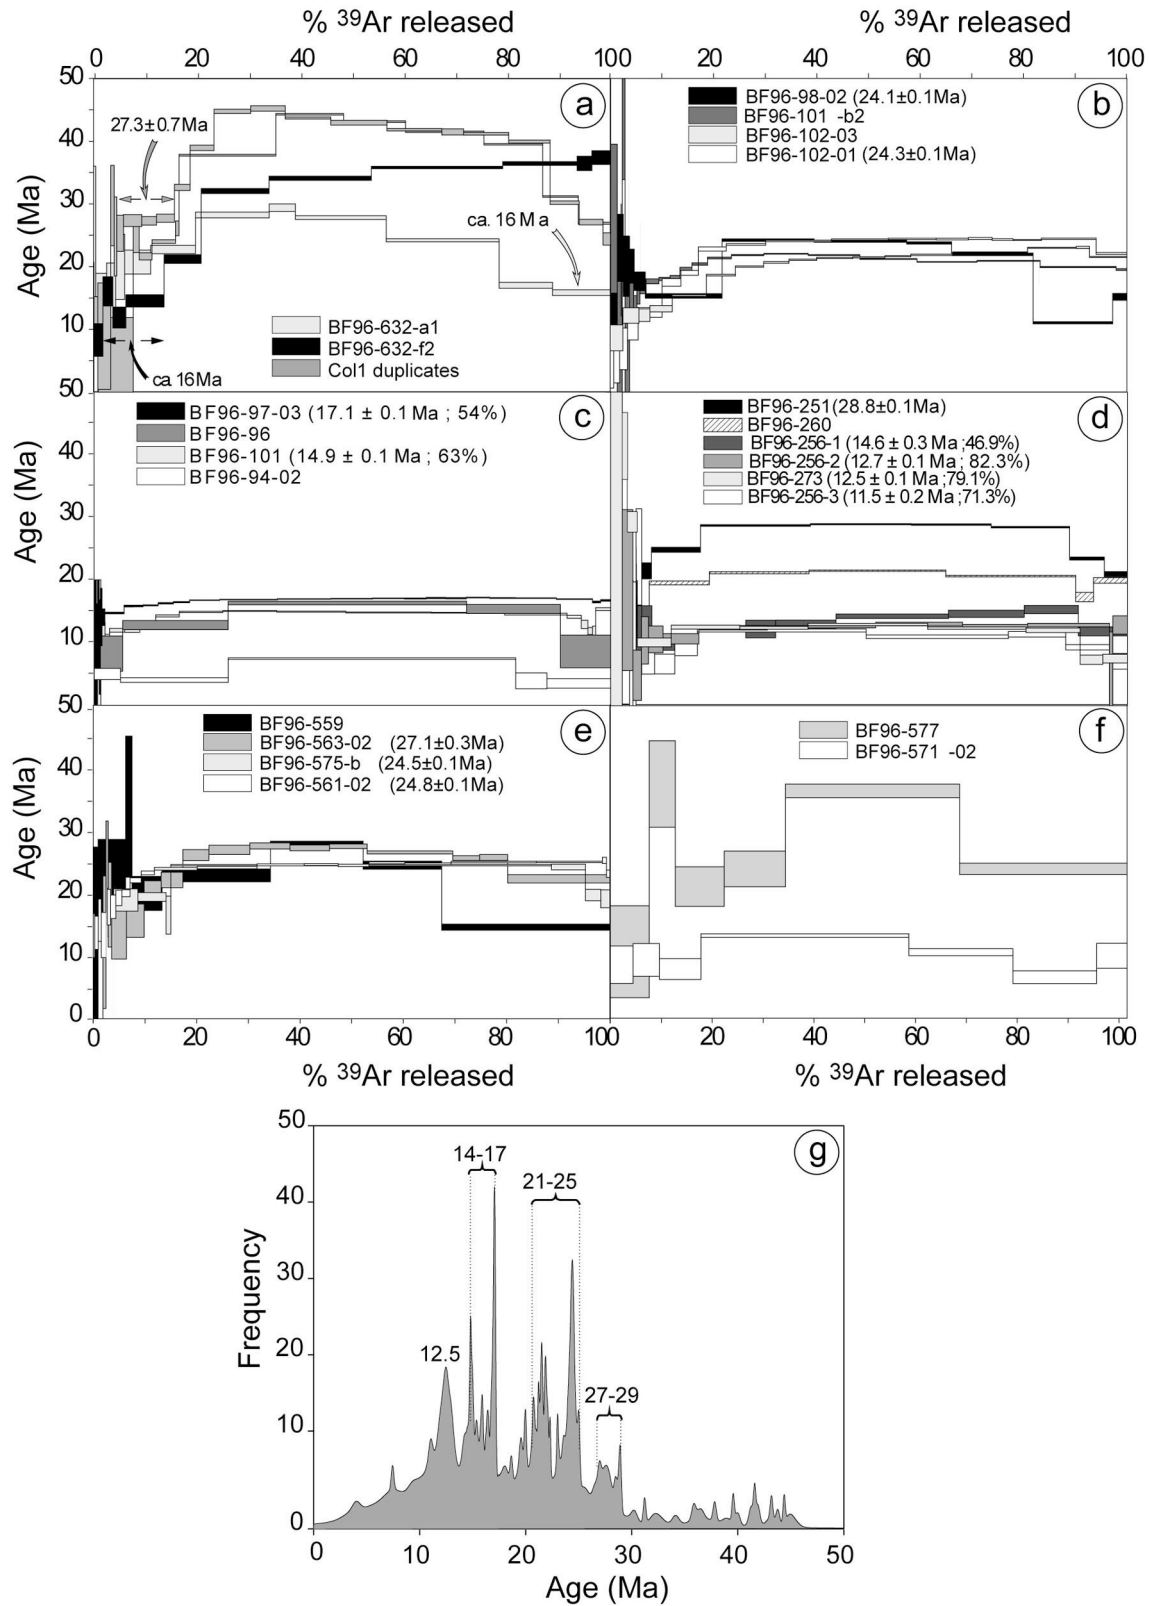 % ³⁹Ar released
% ³⁹Ar released
0 20 40 60 80 100 20 40 60 80 100
50
40
30
20
10
50
Age (Ma)
a
27.3±0.7Ma
ca. 16 Ma
BF96-632-a1
BF96-632-f2
Col1 duplicates
ca 16Ma
b
BF96-98-02 (24.1±0.1Ma)
BF96-101 -b2
BF96-102-03
BF96-102-01 (24.3±0.1Ma)
40
30
20
10
50
Age (Ma)
c
BF96-97-03 (17.1 ± 0.1 Ma ; 54%)
BF96-96
BF96-101 (14.9 ± 0.1 Ma ; 63%)
BF96-94-02
d
BF96-251 (28.8±0.1Ma)
BF96-260
BF96-256-1 (14.6 ± 0.3 Ma ;46.9%)
BF96-256-2 (12.7 ± 0.1 Ma ; 82.3%)
BF96-273 (12.5 ± 0.1 Ma ;79.1%)
BF96-256-3 (11.5 ± 0.2 Ma ;71.3%)
40
30
20
10
0
Age (Ma)
e
BF96-559
BF96-563-02 (27.1±0.3Ma)
BF96-575-b (24.5±0.1Ma)
BF96-561-02 (24.8±0.1Ma)
f
BF96-577
BF96-571 -02
0 20 40 60 80 100 20 40 60 80 100
% ³⁹Ar released
% ³⁹Ar released
50
40
30
20
10
0
Frequency
g
14-17
21-25
12.5
27-29
0 10 20 30 40 50
Age (Ma)